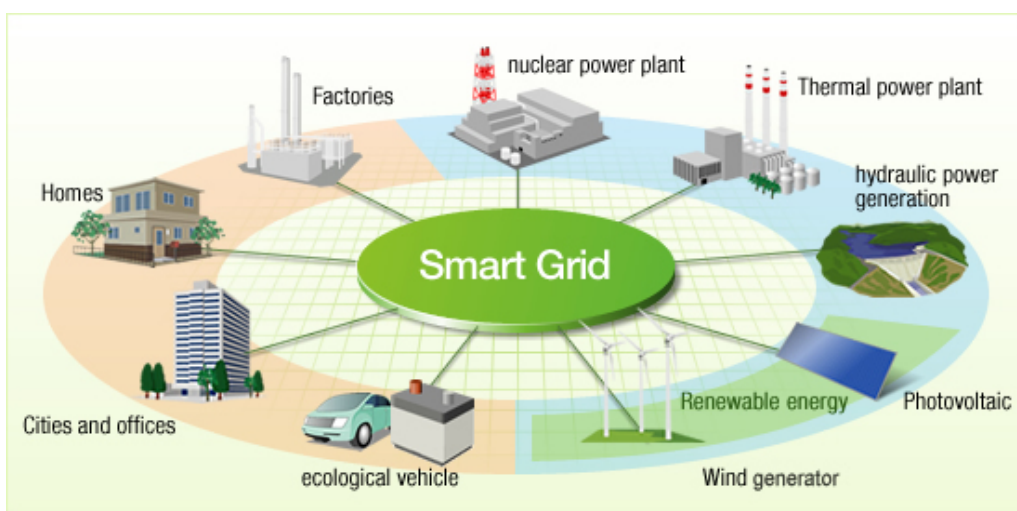 nuclear power plant
Thermal power plant
Factories
hydraulic power
generation
Homes
Smart Grid
Renewable energy
Photovoltaic
Cities and offices
ecological vehicle
Wind generator